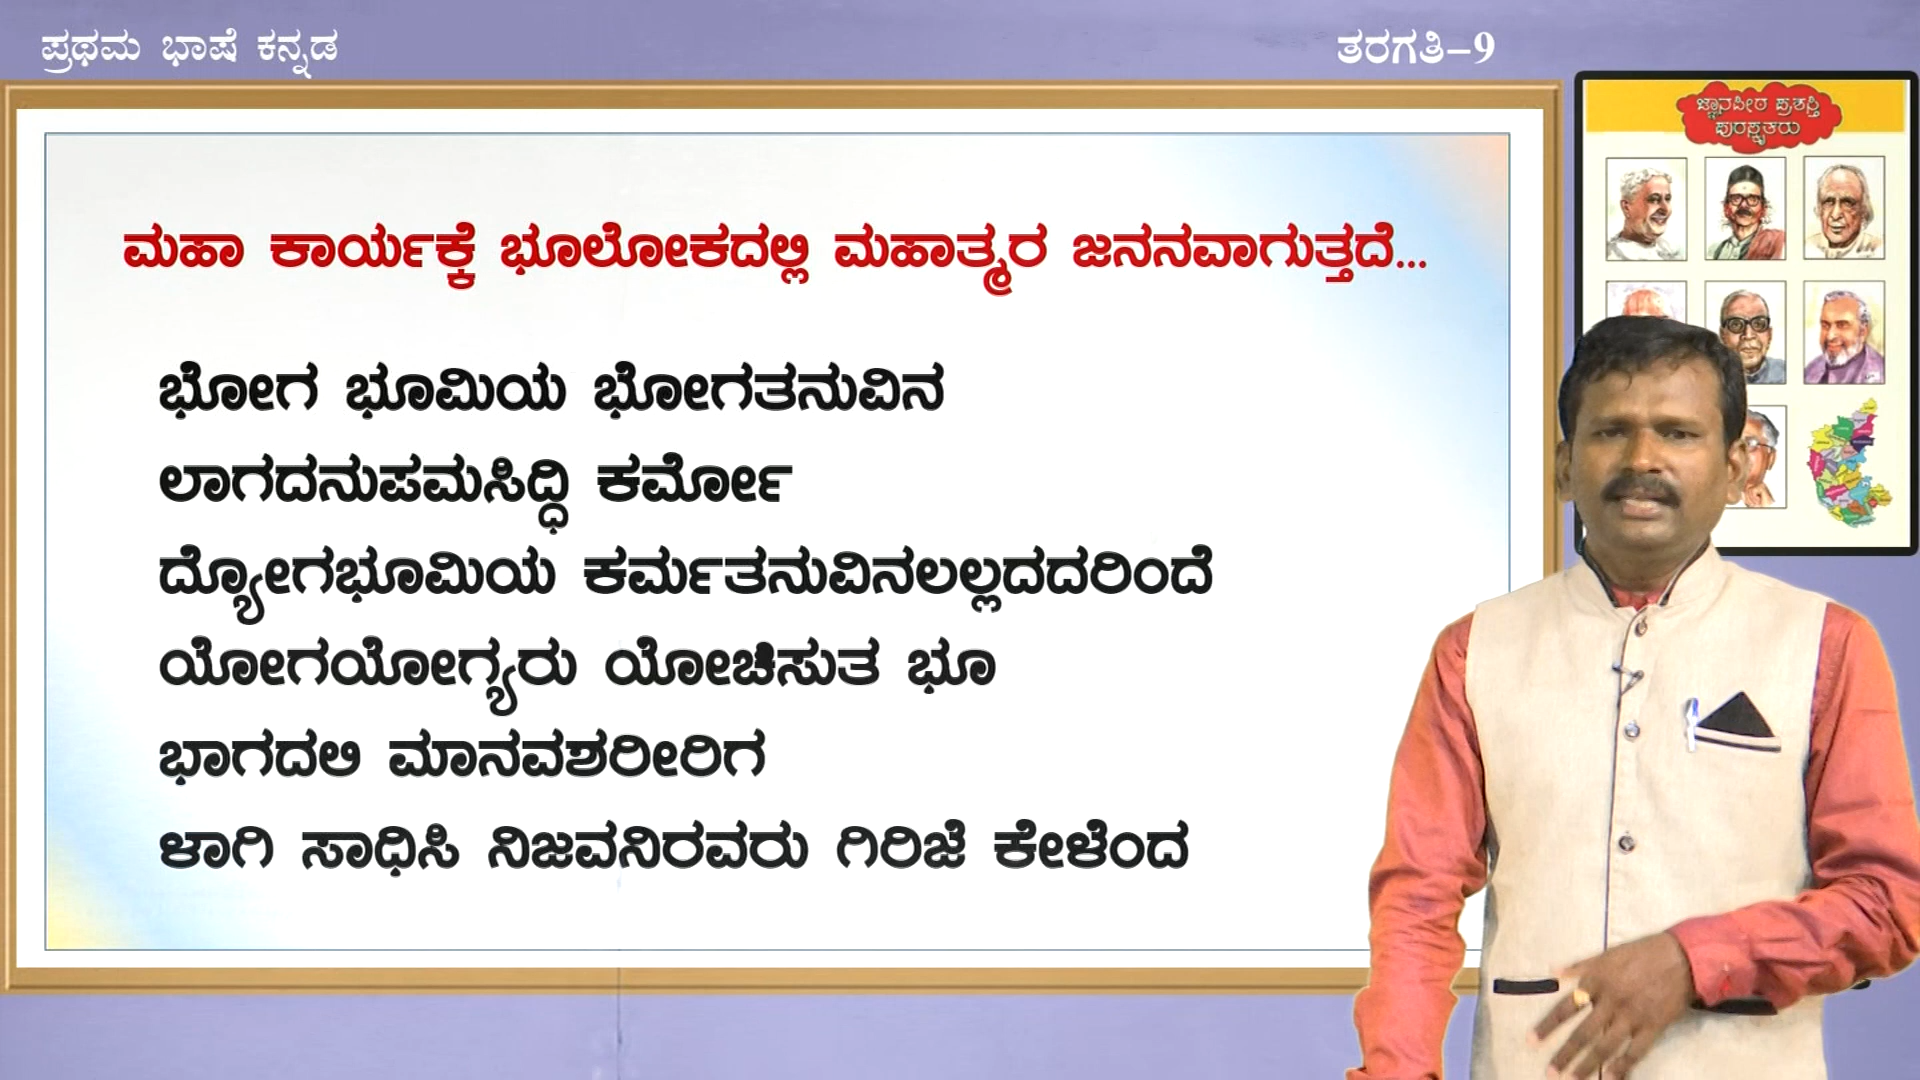 ಪ್ರಥಮ ಭಾಷೆ ಕನ್ನಡ
ತರಗತಿ-9
ಜ್ಞಾನಪೀಠ ಪ್ರಶಸ್ತಿ
ಪುರಸ್ಕೃತರು
ಮಹಾ ಕಾರ್ಯಕ್ಕೆ ಭೂಲೋಕದಲ್ಲಿ ಮಹಾತ್ಮರ ಜನನವಾಗುತ್ತದೆ...
ಭೋಗ ಭೂಮಿಯ ಭೋಗತನುವಿನ
ಲಾಗದನುಪಮಸಿದ್ಧಿ ಕರ್ಮೋ
ದ್ಯೋಗಭೂಮಿಯ ಕರ್ಮತನುವಿನಲಲ್ಲದದರಿಂದೆ
ಯೋಗಯೋಗ್ಯರು ಯೋಚಿಸುತ ಭೂ
ಭಾಗದಲಿ ಮಾನವಶರೀರಿಗ
ಳಾಗಿ ಸಾಧಿಸಿ ನಿಜವನಿರವರು ಗಿರಿಜೆ ಕೇಳೆಂದ